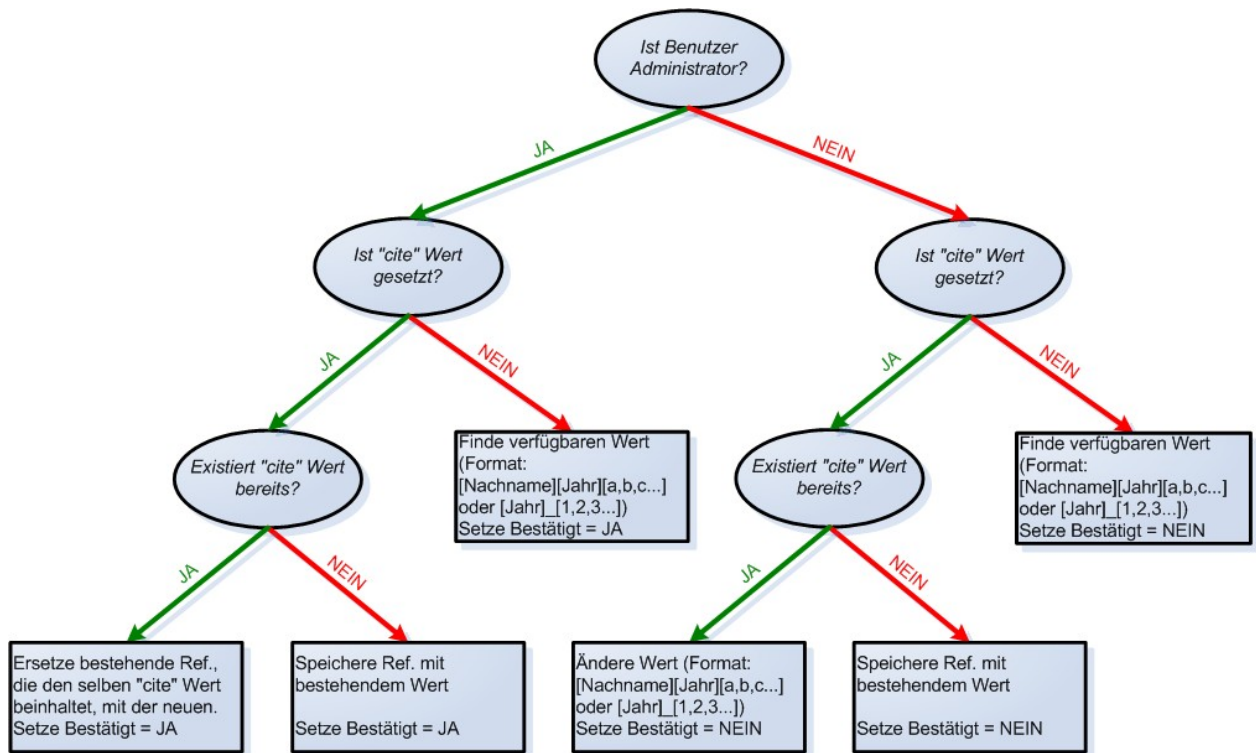 Ist Benutzer
Administrator?
JA
NEIN
Ist "cite" Wert
gesetzt?
Ist "cite" Wert
gesetzt?
JA
NEIN
JA
NEIN
Existiert "cite" Wert
bereits?
Finde verfügbaren Wert
(Format:
[Nachname][Jahr][a,b,c...]
oder [Jahr]_[1,2,3...])
Setze Bestätigt = JA
Existiert "cite" Wert
bereits?
Finde verfügbaren Wert
(Format:
[Nachname][Jahr][a,b,c...]
oder [Jahr]_[1,2,3...])
Setze Bestätigt = NEIN
JA
NEIN
JA
NEIN
Ersetze bestehende Ref.,
die den selben "cite" Wert
beinhaltet, mit der neuen.
Setze Bestätigt = JA
Speichere Ref. mit
bestehendem Wert
Setze Bestätigt = JA
Ändere Wert (Format:
[Nachname][Jahr][a,b,c...]
oder [Jahr]_[1,2,3...])
Setze Bestätigt = NEIN
Speichere Ref. mit
bestehendem Wert
Setze Bestätigt = NEIN